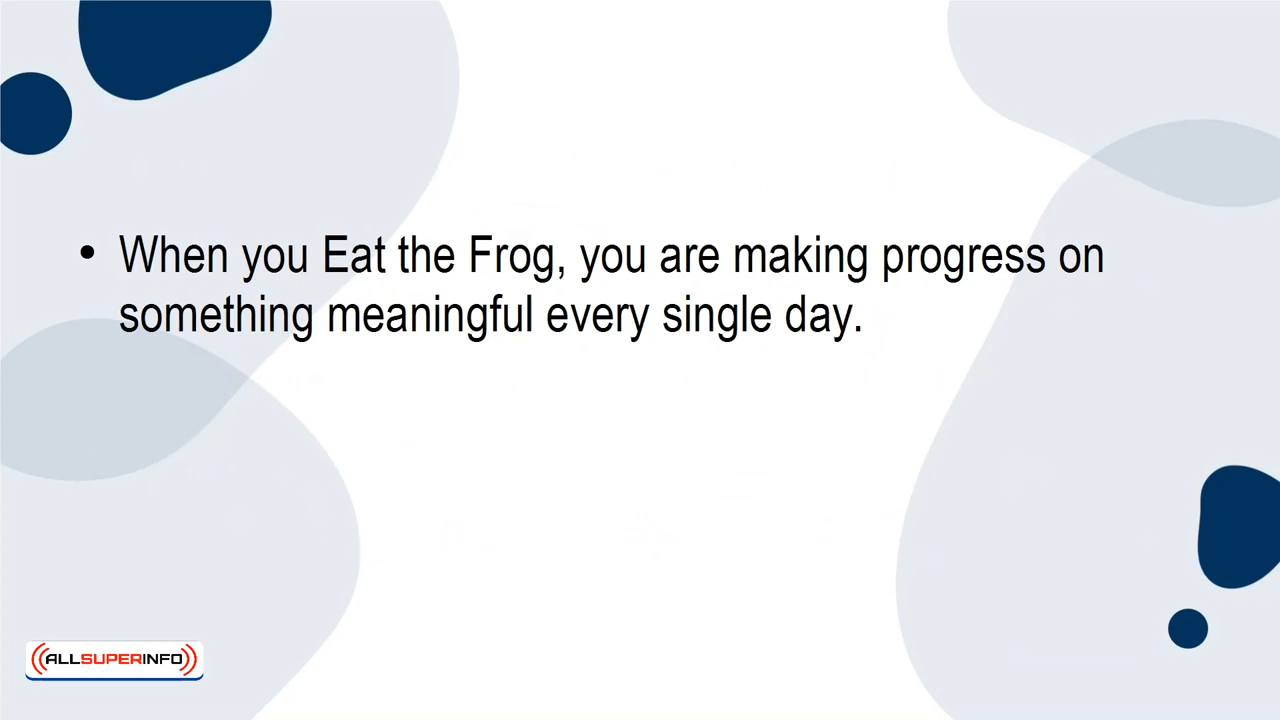 • When you Eat the Frog, you are making progress on
something meaningful every single day.
ALLSUPERINFO